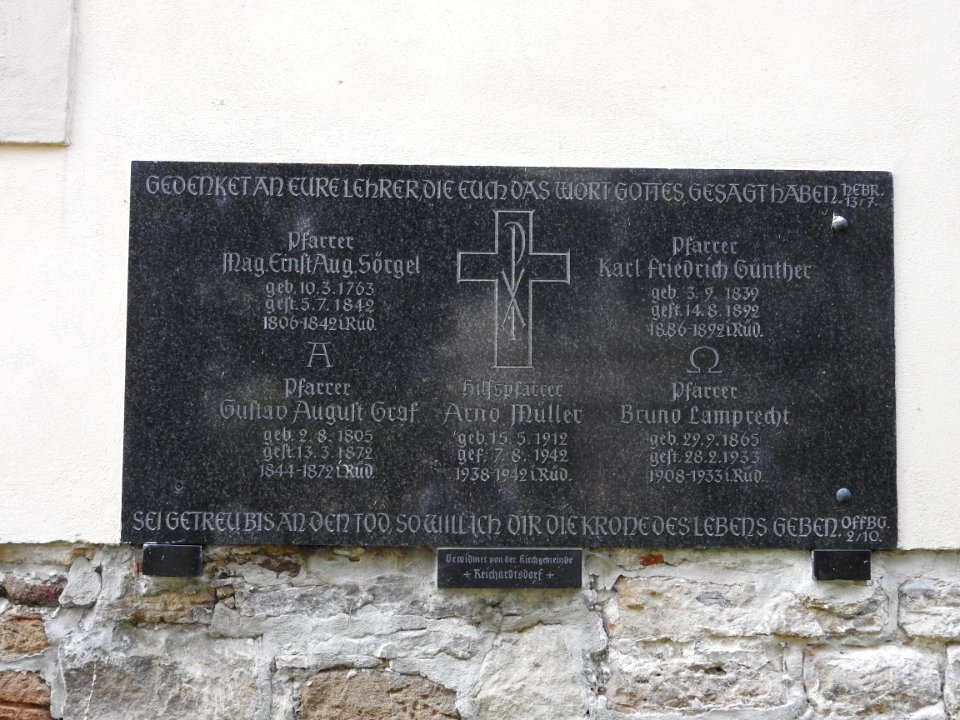 GEDENKET AN EURE LEHRER, DIE EUCH DAS WORT GOTTES GESAGT HABEN. HEBR.
13/7.
Pfarrer
Mag. Ernst Aug. Sörgel
geb. 10.3.1763
gest. 5.7.1842
1806-1842 i. Rüd.
Pfarrer
Karl Friedrich Günther
geb. 3.9.1839
gest. 14.8.1892
1886-1892 i. Rüd.
Α
Ω
Pfarrer
Gustav August Graf
geb. 2.8.1805
gest. 13.3.1872
1844-1872 i. Rüd.
Hilfspfarrer
Arno Müller
geb. 15.5.1912
gef. 7.8.1942
1938-1942 i. Rüd.
Pfarrer
Bruno Lamprecht
geb. 29.9.1865
gest. 28.2.1933
1908-1933 i. Rüd.
SEI GETREU BIS AN DEN TOD, SO WILL ICH DIR DIE KRONE DES LEBENS GEBEN. OFFBG.
2/10.
Gewidmet von der Kirchgemeinde
+ Reichardtsdorf +